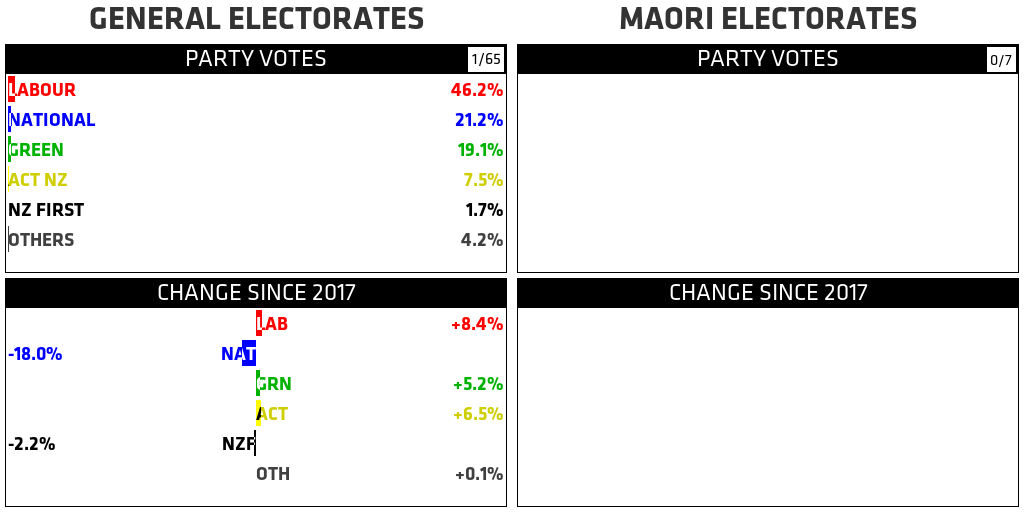 GENERAL ELECTORATES
PARTY VOTES 1/65
LABOUR 46.2%
NATIONAL 21.2%
GREEN 19.1%
ACT NZ 7.5%
NZ FIRST 1.7%
OTHERS 4.2%
CHANGE SINCE 2017
LAB +8.4%
-18.0% NAT
GRN +5.2%
ACT +6.5%
-2.2% NZF
OTH +0.1%
MAORI ELECTORATES
PARTY VOTES 0/7
CHANGE SINCE 2017